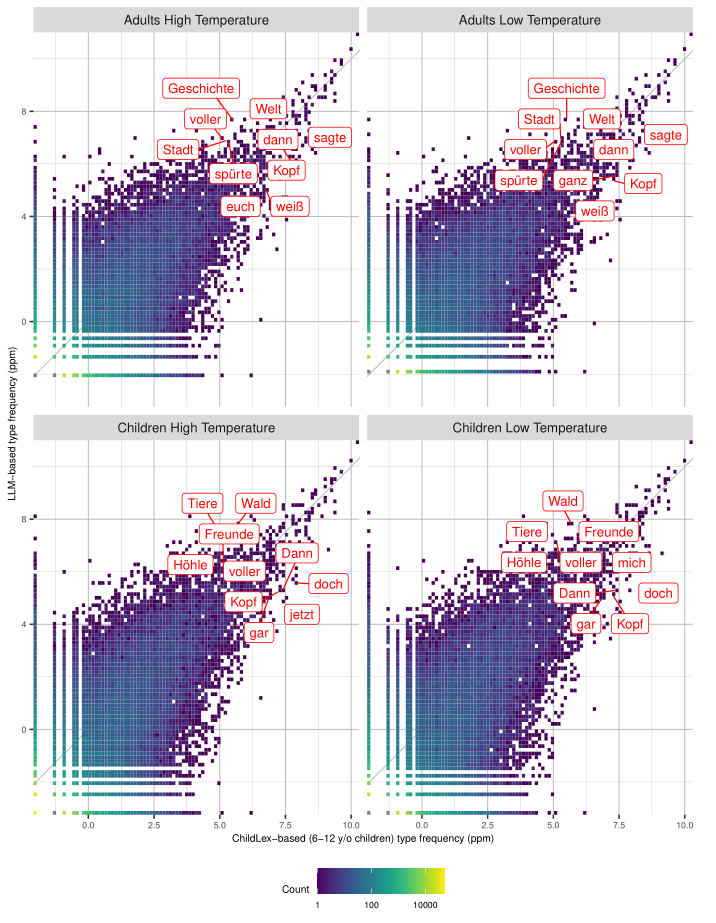 Adults High Temperature
Adults Low Temperature
Geschichte
Welt
voller
dann
sagte
Stadt
Kopf
spürte
euch
weiß
8
4
0
Geschichte
Stadt
Welt
sagte
voller
dann
spürte
ganz
Kopf
weiß
LLM−based type frequency (ppm)
Children High Temperature
Children Low Temperature
Tiere
Wald
Freunde
Dann
Höhle
voller
doch
Kopf
jetzt
gar
8
4
0
Wald
Tiere
Freunde
Höhle
voller
mich
Dann
doch
gar
Kopf
0.0
2.5
5.0
7.5
10.0
0.0
2.5
5.0
7.5
10.0
ChildLex−based (6−12 y/o children) type frequency (ppm)
Count
1
100
10000